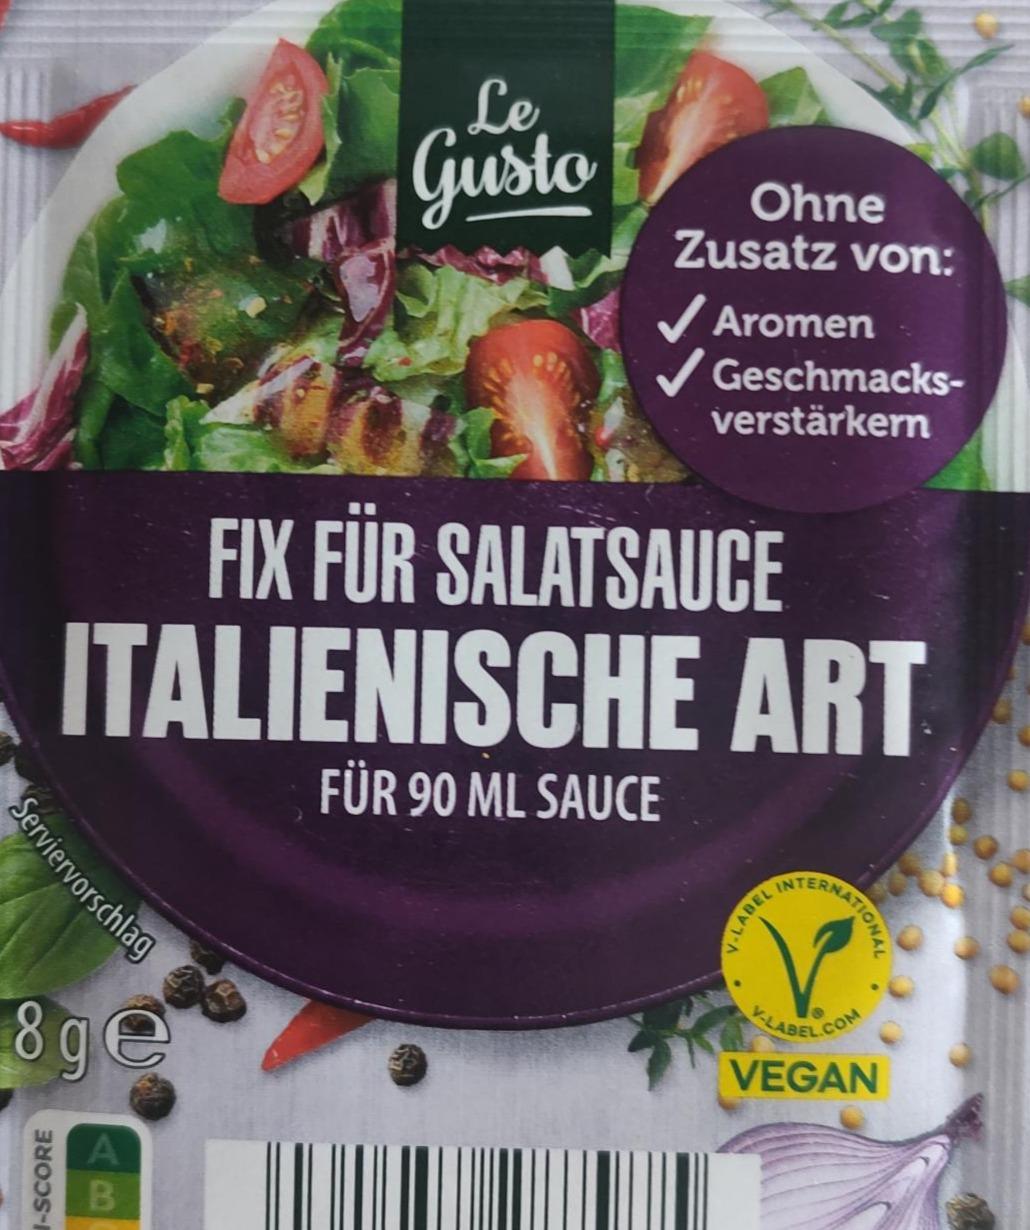 Le
Gusto
Ohne
Zusatz von:
✓ Aromen
✓ Geschmacks-
verstärkern
FIX FÜR SALATSAUCE
ITALIENISCHE ART
FÜR 90 ML SAUCE
Serviervorschlag
V-LABEL INTERNATIONAL
V®
V-LABEL.COM
VEGAN
8 g e
I-SCORE
A
B